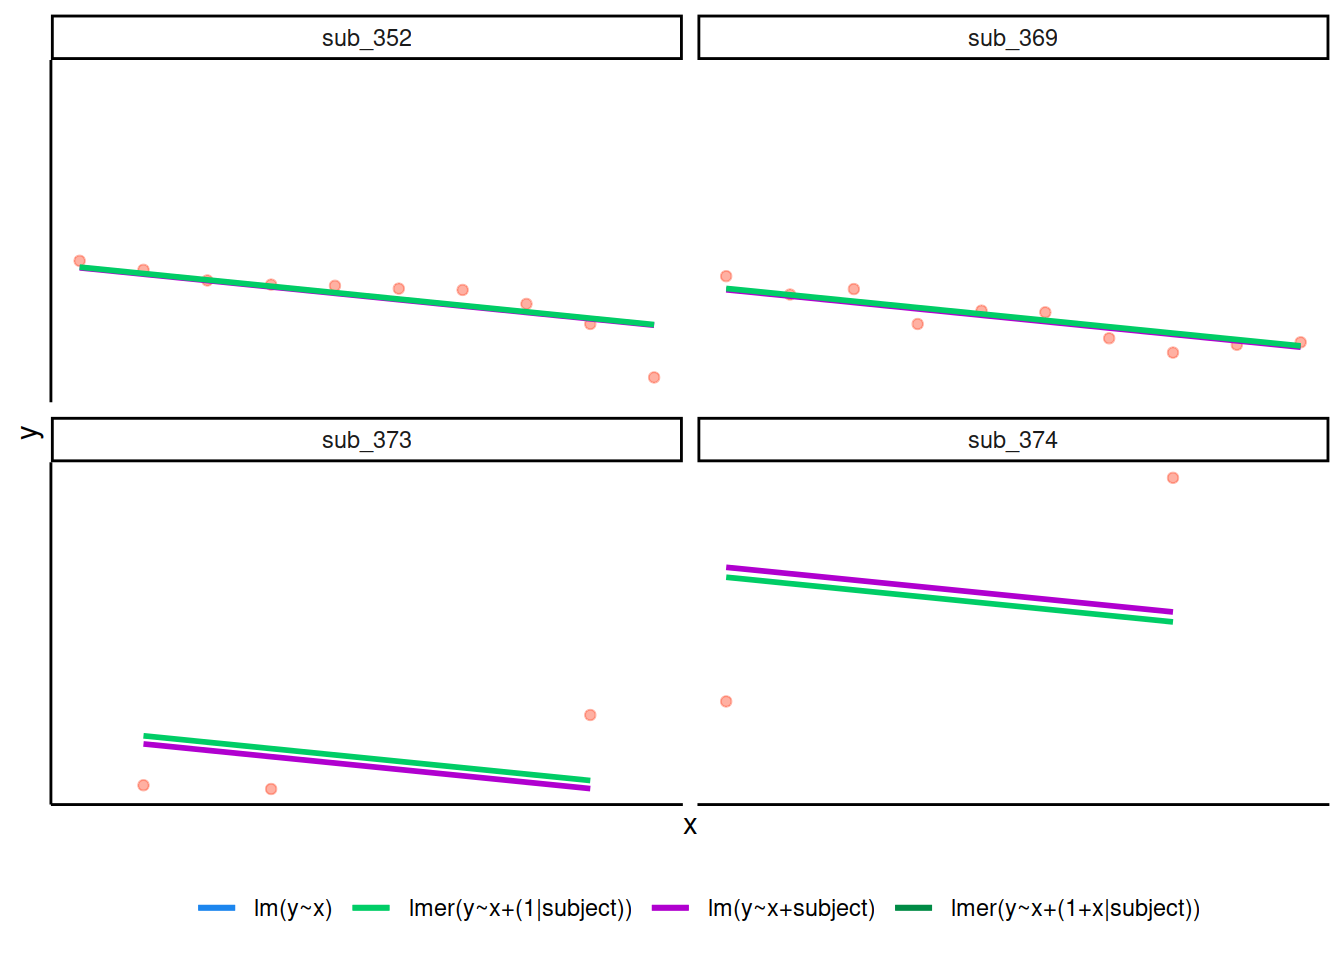 sub_352
sub_369
y
sub_373
sub_374
x
lm(y~x)
lmer(y~x+(1|subject))
lm(y~x+subject)
lmer(y~x+(1+x|subject))